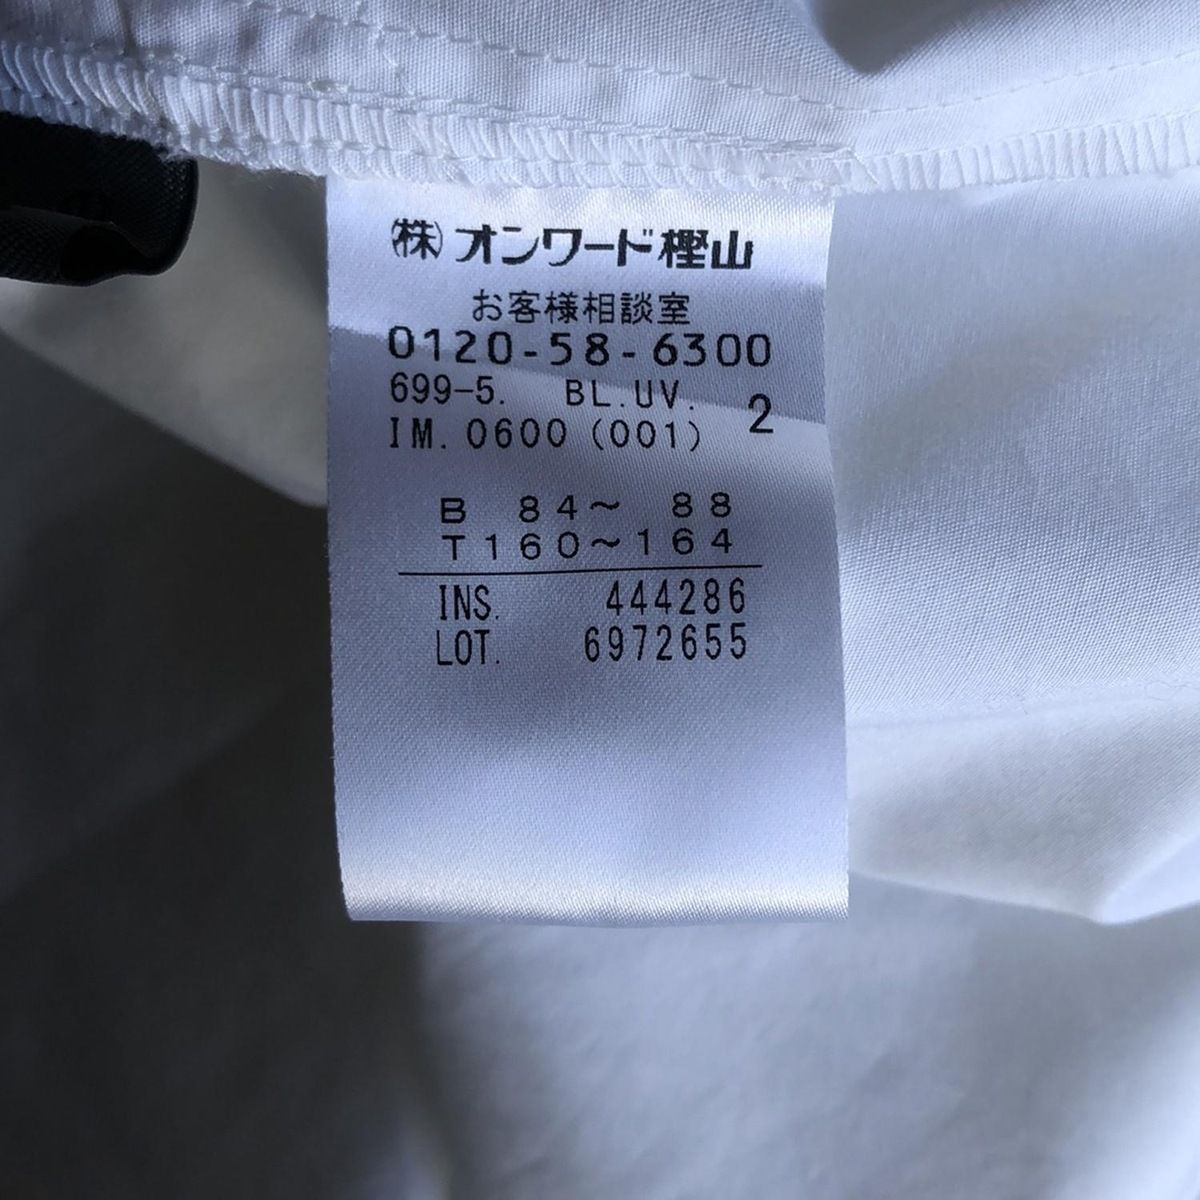 (株)オンワード樫山
お客様相談室
0120-58-6300
699-5. BL.UV. 2
IM.0600(001)
B 84～ 88
T160～164
INS. 444286
LOT. 6972655